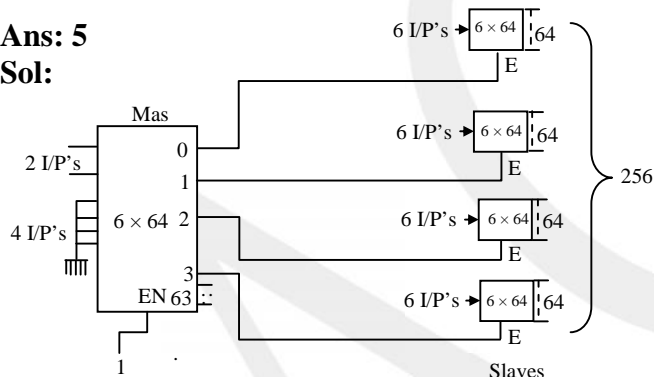 Ans: 5
Sol:
6 I/P's 6 × 64 64
E
Mas
6 I/P's 6 × 64 64
E
0
2 I/P's
1
256
4 I/P's 6 × 64 2
6 I/P's 6 × 64 64
E
3
EN 63
6 I/P's 6 × 64 64
E
1
Slaves